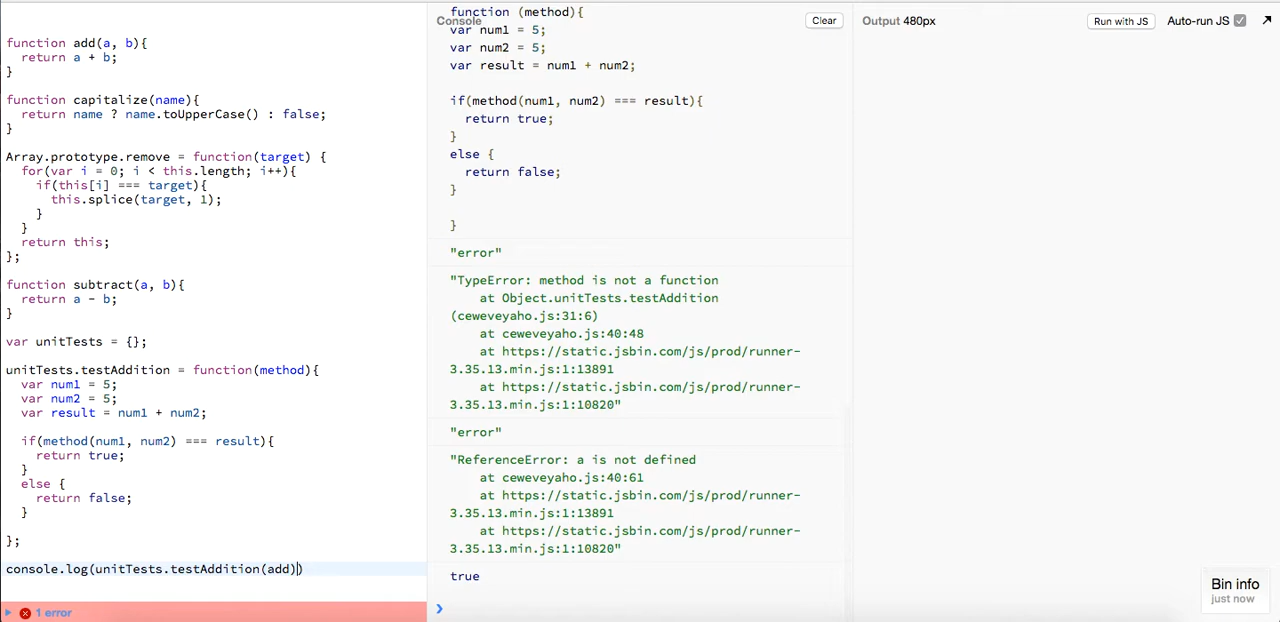 function add(a, b){
  return a + b;
}
function capitalize(name){
  return name ? name.toUpperCase() : false;
}
Array.prototype.remove = function(target) {
  for(var i = 0; i < this.length; i++){
    if(this[i] === target){
      this.splice(target, 1);
    }
  }
  return this;
};
function subtract(a, b){
  return a - b;
}
var unitTests = {};
unitTests.testAddition = function(method){
  var num1 = 5;
  var num2 = 5;
  var result = num1 + num2;
  if(method(num1, num2) === result){
    return true;
  }
  else {
    return false;
  }
};
console.log(unitTests.testAddition(add))
1 error
Console
Clear
function (method){
var num1 = 5;
var num2 = 5;
var result = num1 + num2;
if(method(num1, num2) === result){
  return true;
}
else {
  return false;
}
}
"error"
"TypeError: method is not a function
    at Object.unitTests.testAddition
(ceweveyaho.js:31:6)
    at ceweveyaho.js:40:48
    at https://static.jsbin.com/js/prod/runner-
3.35.13.min.js:1:13891
    at https://static.jsbin.com/js/prod/runner-
3.35.13.min.js:1:10820"
"error"
"ReferenceError: a is not defined
    at ceweveyaho.js:40:61
    at https://static.jsbin.com/js/prod/runner-
3.35.13.min.js:1:13891
    at https://static.jsbin.com/js/prod/runner-
3.35.13.min.js:1:10820"
true
Output 480px
Run with JS
Auto-run JS
Bin info
just now